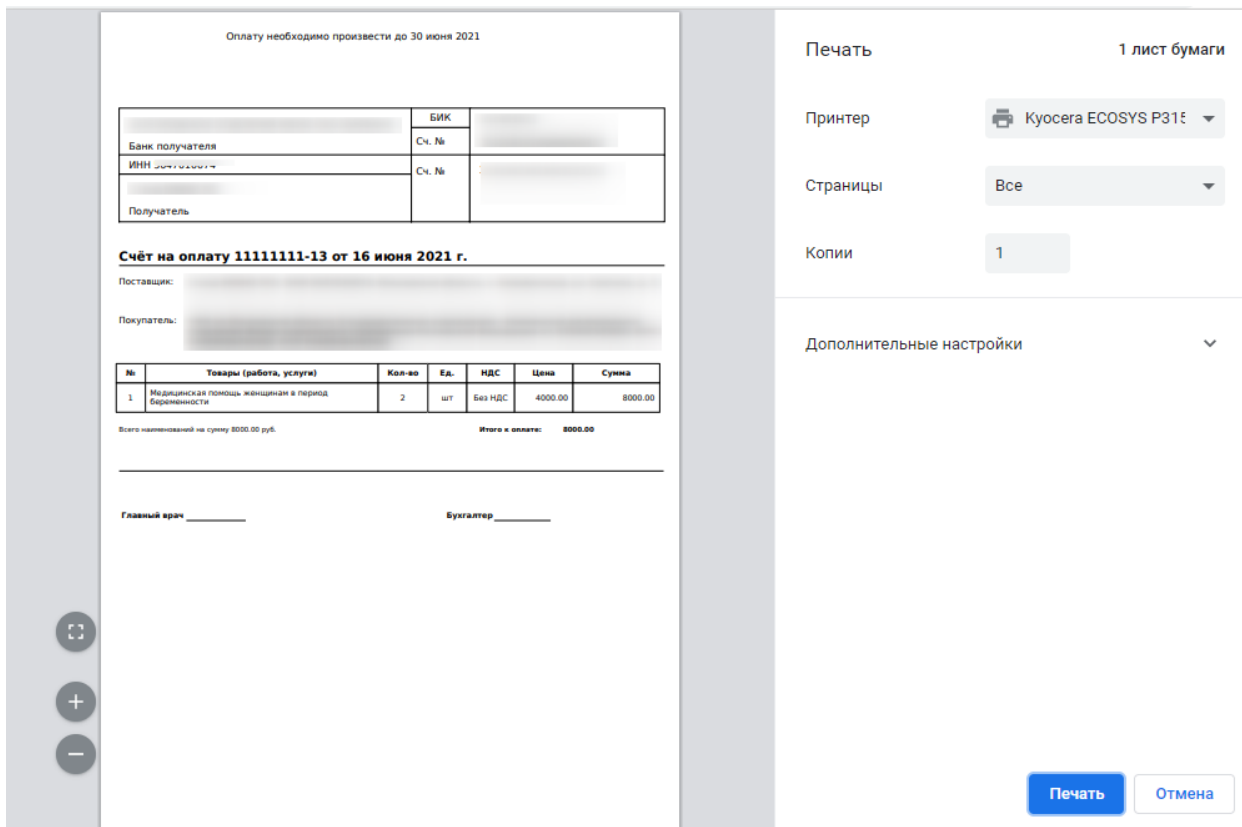 Оплату необходимо произвести до 30 июня 2021
БИК
Банк получателя
Сч. №
ИНН
Сч. №
Получатель
Счёт на оплату 11111111-13 от 16 июня 2021 г.
Поставщик:
Покупатель:
№ Товары (работа, услуги) Кол-во Ед. НДС Цена Сумма
1 Медицинская помощь женщинам в период беременности 2 шт Без НДС 4000.00 8000.00
Всего наименований на сумму 8000.00 руб. Итого к оплате: 8000.00
Главный врач Бухгалтер
Печать 1 лист бумаги
Принтер Kyocera ECOSYS P315
Страницы Все
Копии 1
Дополнительные настройки
Печать Отмена